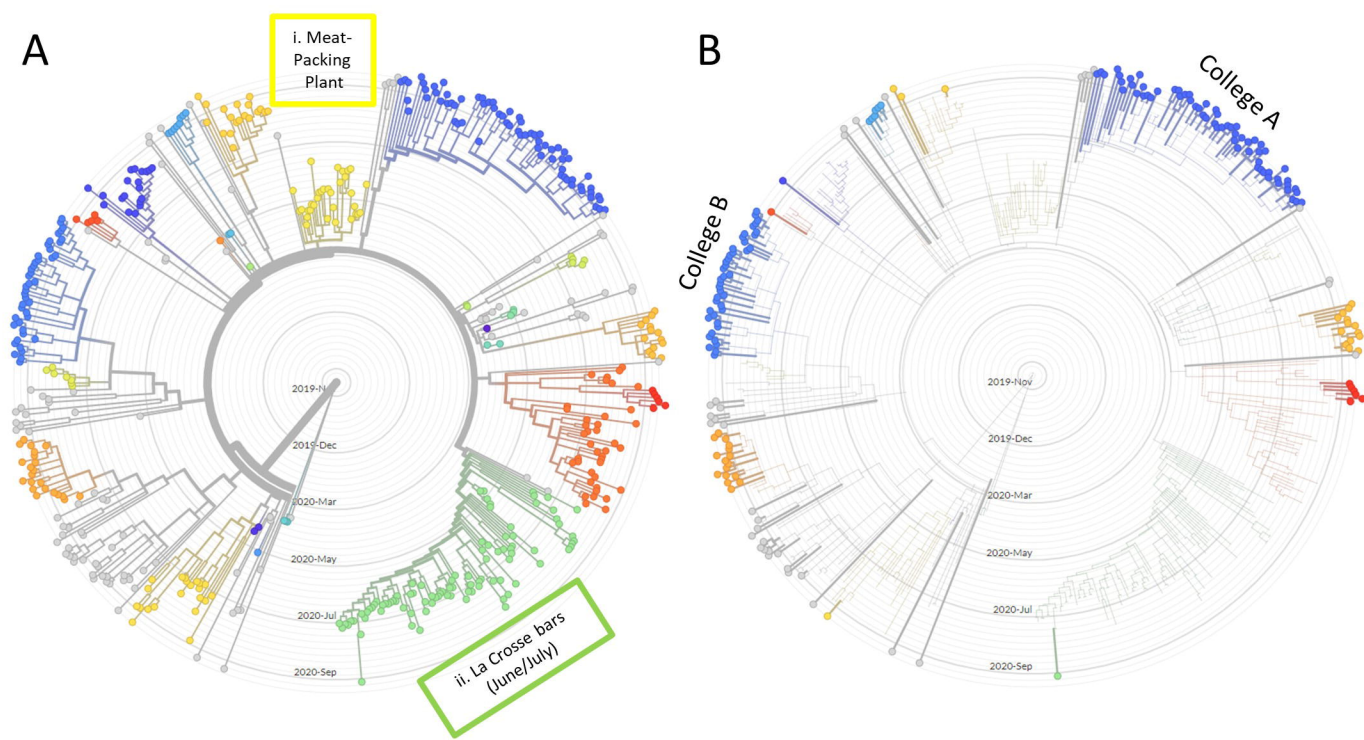 A
i. Meat-
Packing
Plant
2019-N
2019-Dec
2020-Mar
2020-May
2020-Jul
2020-Sep
ii. La Crosse bars
(June/July)
B
College A
College B
2019-Nov
2019-Dec
2020-Mar
2020-May
2020-Jul
2020-Sep